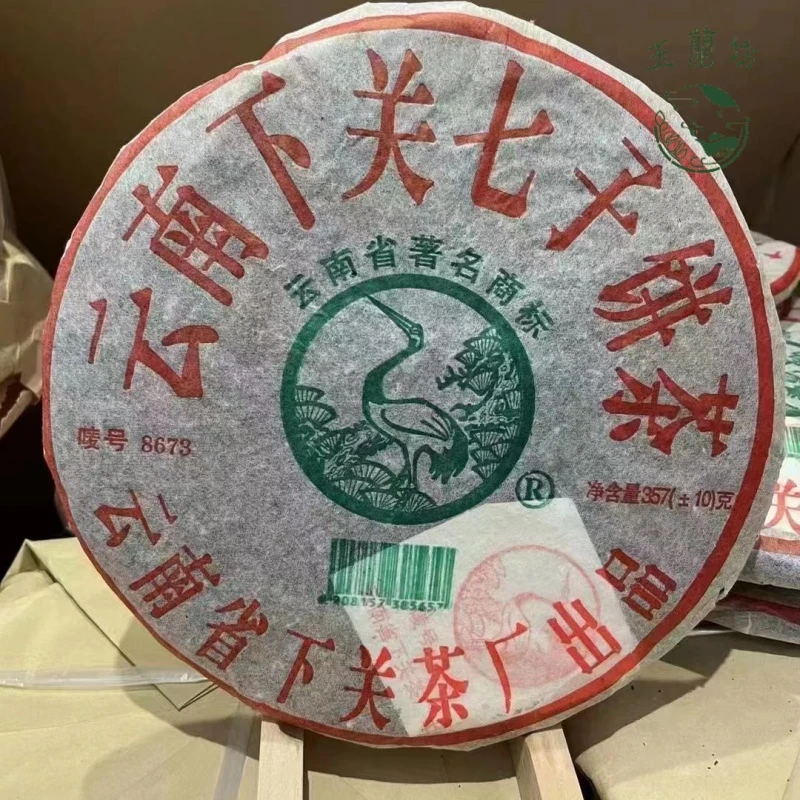 云南下关七子饼茶
云南省著名商标
唛号 8673
®
净含量357(±10)克
云南省下关茶厂出品